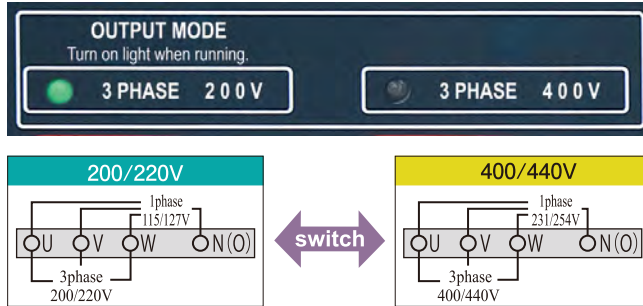 OUTPUT MODE
Turn on light when running.
3 PHASE 200V
3 PHASE 400V
200/220V
1phase
115/127V
U V W N(O)
3phase
200/220V
switch
400/440V
1phase
231/254V
U V W N(O)
3phase
400/440V